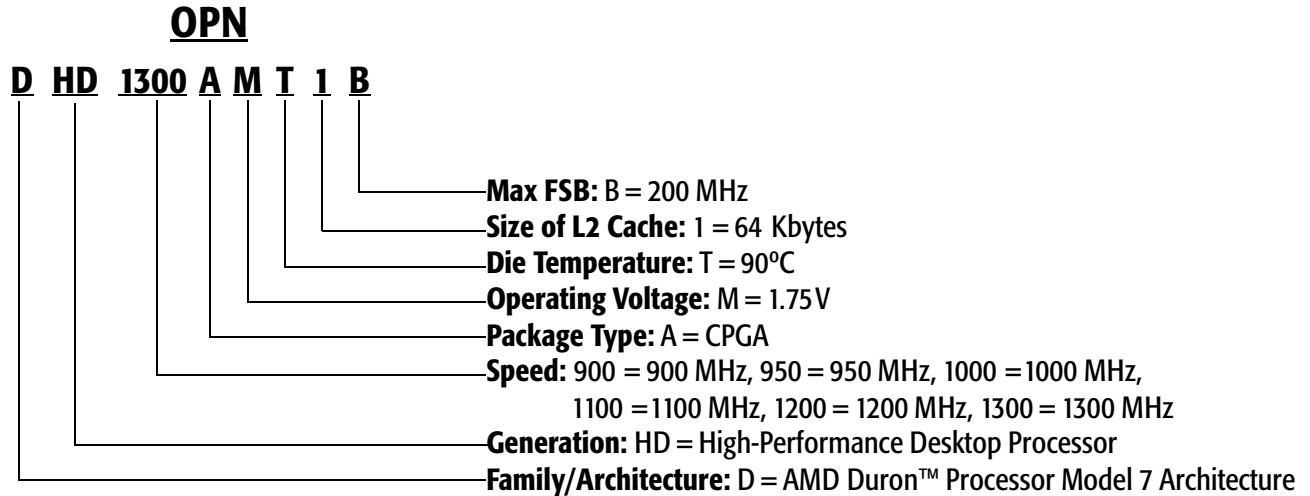 OPN
D HD 1300 A M T 1 B
Max FSB: B = 200 MHz
Size of L2 Cache: 1 = 64 Kbytes
Die Temperature: T = 90ºC
Operating Voltage: M = 1.75V
Package Type: A = CPGA
Speed: 900 = 900 MHz, 950 = 950 MHz, 1000 =1000 MHz,
1100 =1100 MHz, 1200 = 1200 MHz, 1300 = 1300 MHz
Generation: HD = High-Performance Desktop Processor
Family/Architecture: D = AMD Duron™ Processor Model 7 Architecture